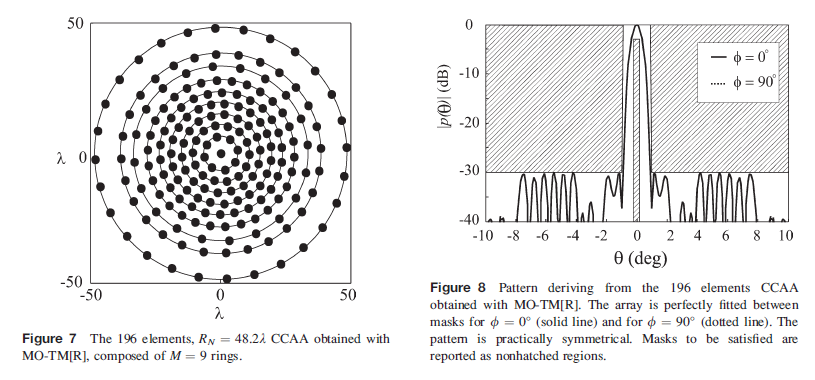 50
λ 0
-50
-50 0 50
λ
Figure 7 The 196 elements, R_N = 48.2λ CCAA obtained with
MO-TM[R], composed of M = 9 rings.
0
-10
-20
-30
-40
|p(θ)| (dB)
ϕ = 0°
ϕ = 90°
-10 -8 -6 -4 -2 0 2 4 6 8 10
θ (deg)
Figure 8 Pattern deriving from the 196 elements CCAA
obtained with MO-TM[R]. The array is perfectly fitted between
masks for ϕ = 0° (solid line) and for ϕ = 90° (dotted line). The
pattern is practically symmetrical. Masks to be satisfied are
reported as nonhatched regions.